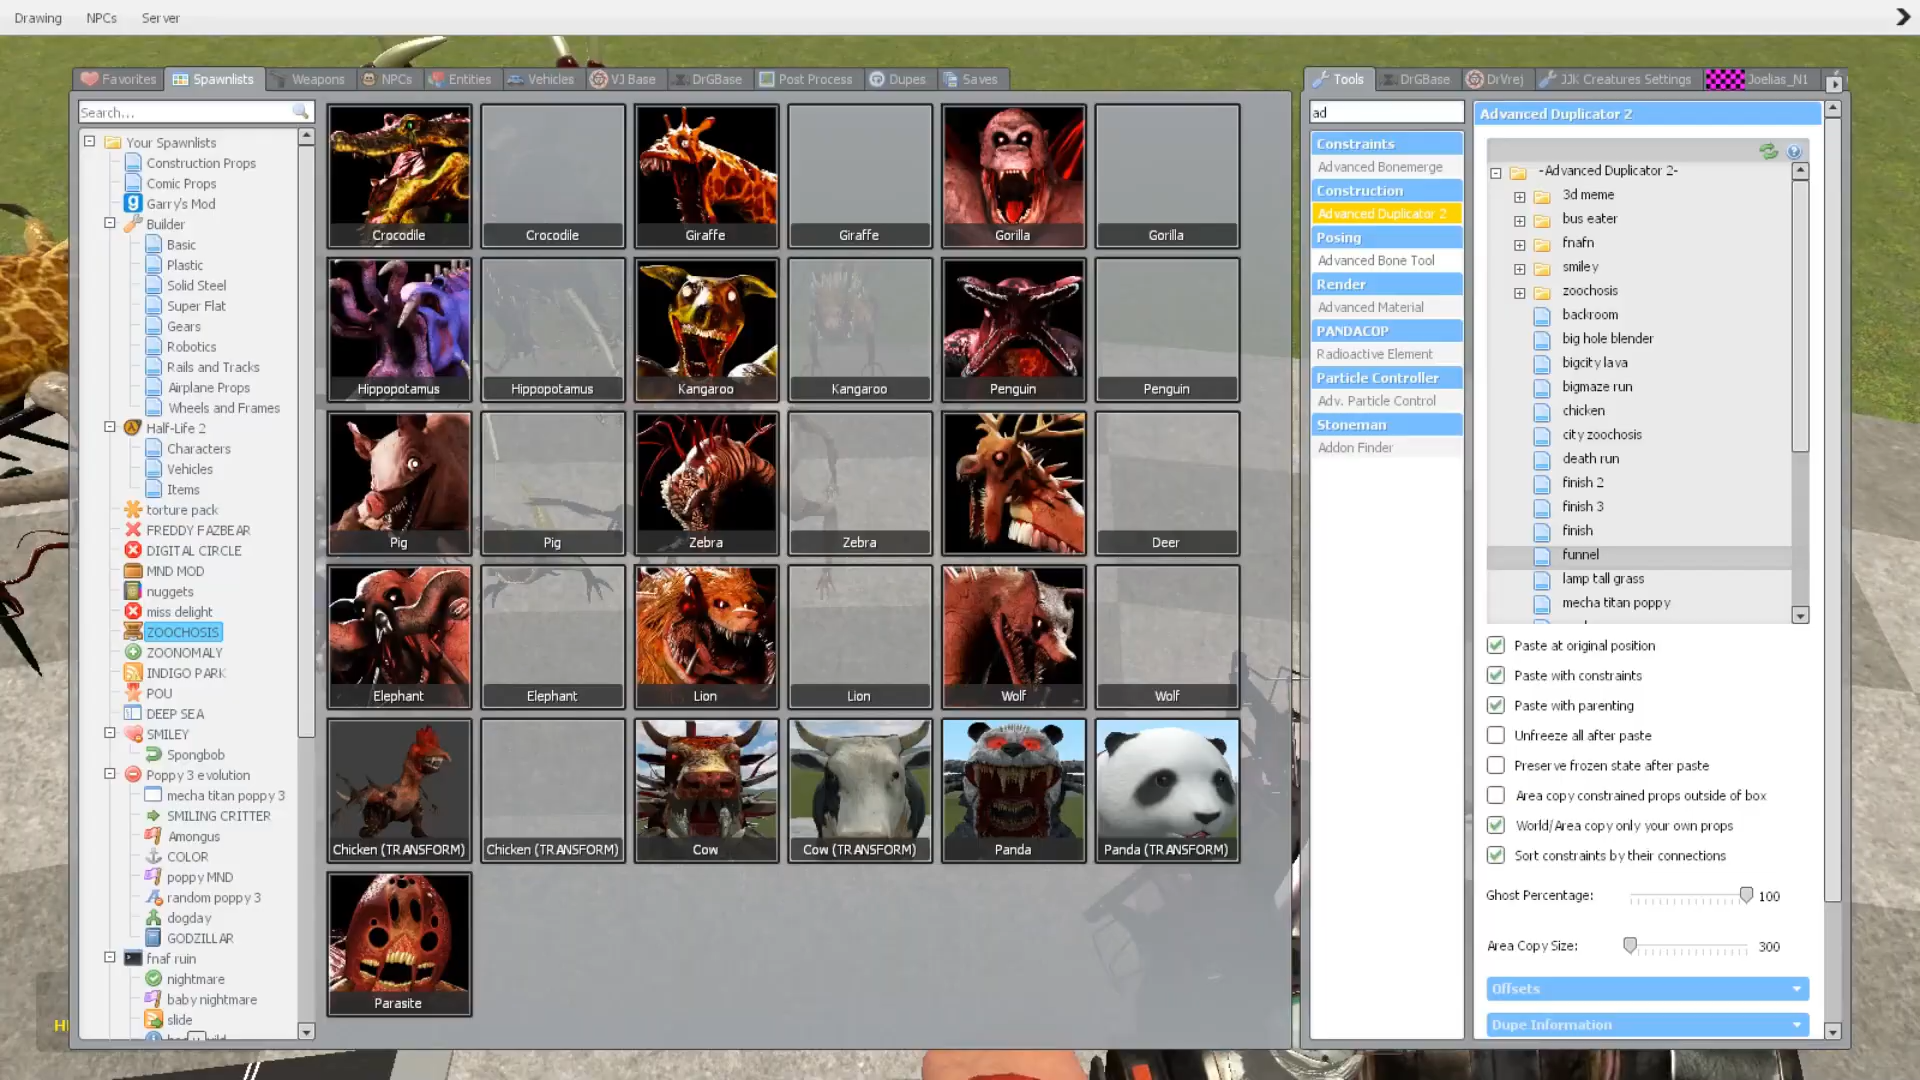 Drawing NPCs Server
Favorites Spawnlists Weapons NPCs Entities Vehicles VJ Base DrGBase Post Process Dupes Saves
Search...
Your Spawnlists
Construction Props
Comic Props
Garry's Mod
Builder
Basic
Plastic
Solid Steel
Super Flat
Gears
Robotics
Rails and Tracks
Airplane Props
Wheels and Frames
Half-Life 2
Characters
Vehicles
Items
torture pack
FREDDY FAZBEAR
DIGITAL CIRCLE
MND MOD
nuggets
miss delight
ZOOCHOSIS
ZOONOMALY
INDIGO PARK
POU
DEEP SEA
SMILEY
Spongbob
Poppy 3 evolution
mecha titan poppy 3
SMILING CRITTER
Amongus
COLOR
poppy MND
random poppy 3
dogday
GODZILLAR
fnaf ruin
nightmare
baby nightmare
slide
Crocodile Crocodile Giraffe Giraffe Gorilla Gorilla
Hippopotamus Hippopotamus Kangaroo Kangaroo Penguin Penguin
Pig Pig Zebra Zebra Deer
Elephant Elephant Lion Lion Wolf Wolf
Chicken (TRANSFORM) Chicken (TRANSFORM) Cow Cow (TRANSFORM) Panda Panda (TRANSFORM)
Parasite
Tools DrGBase DrVrej JJK Creatures Settings Joelias_N1
ad
Constraints
Advanced Bonemerge
Construction
Advanced Duplicator 2
Posing
Advanced Bone Tool
Render
Advanced Material
PANDACOP
Radioactive Element
Particle Controller
Adv. Particle Control
Stoneman
Addon Finder
Advanced Duplicator 2
-Advanced Duplicator 2-
3d meme
bus eater
fnafn
smiley
zoochosis
backroom
big hole blender
bigcity lava
bigmaze run
chicken
city zoochosis
death run
finish 2
finish 3
finish
funnel
lamp tall grass
mecha titan poppy
Paste at original position
Paste with constraints
Paste with parenting
Unfreeze all after paste
Preserve frozen state after paste
Area copy constrained props outside of box
World/Area copy only your own props
Sort constraints by their connections
Ghost Percentage: 100
Area Copy Size: 300
Offsets
Dupe Information